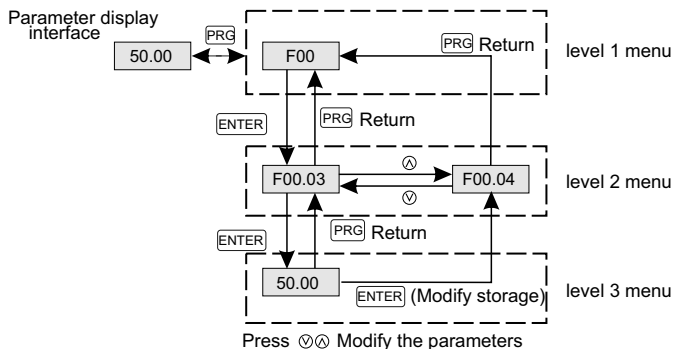 Parameter display
interface
50.00
PRG
F00
PRG Return
level 1 menu
ENTER
PRG Return
F00.03
F00.04
level 2 menu
ENTER
PRG Return
50.00
ENTER (Modify storage)
level 3 menu
Press Modify the parameters